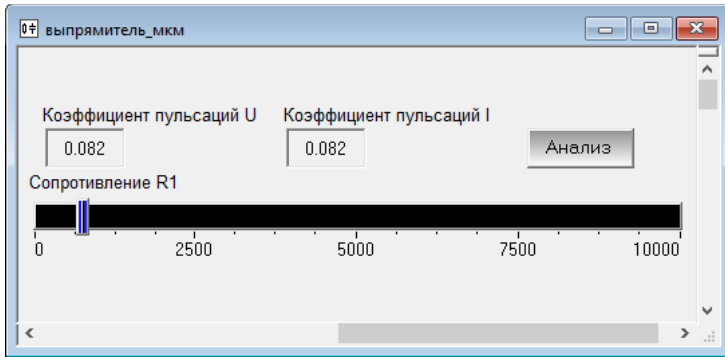 выпрямитель_мкм
Коэффициент пульсаций U Коэффициент пульсаций I
0.082 0.082 Анализ
Сопротивление R1
0 2500 5000 7500 10000